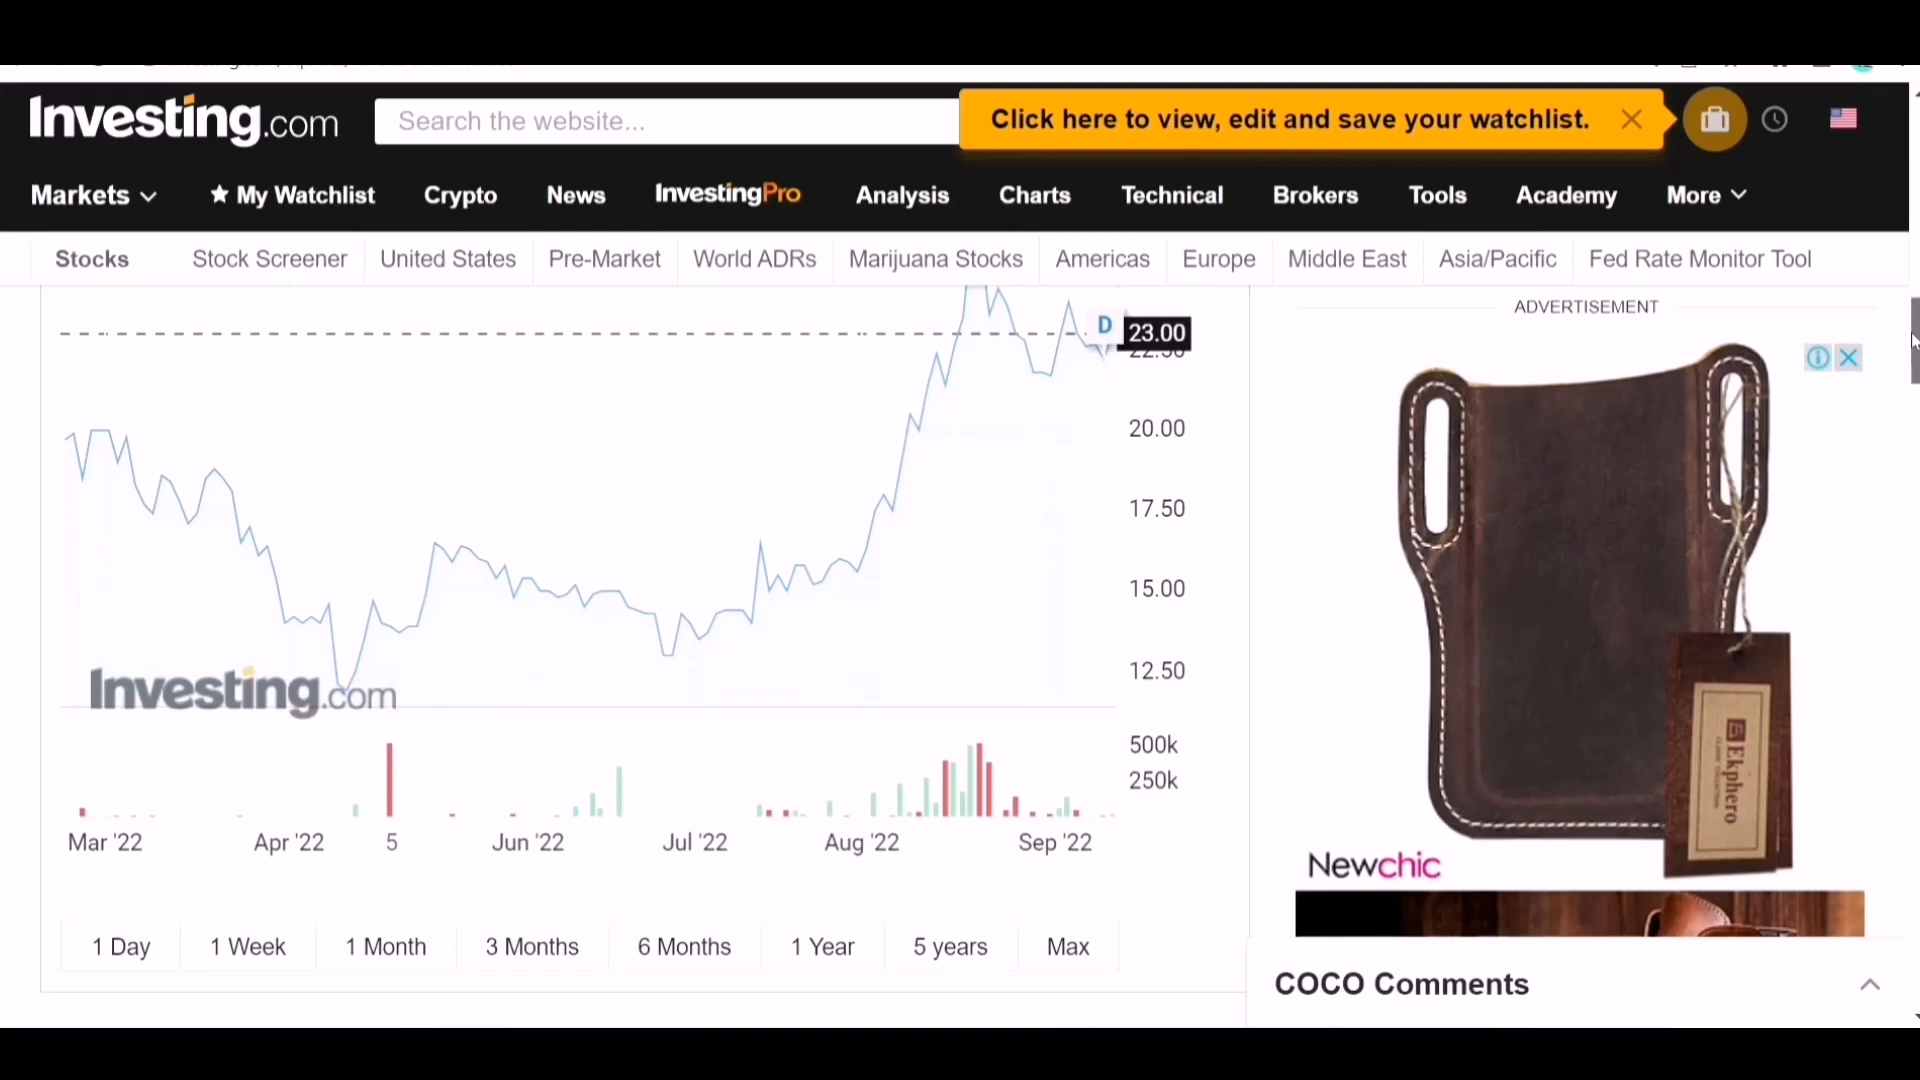 Investing.com
Search the website...
Click here to view, edit and save your watchlist.
Markets
My Watchlist
Crypto
News
InvestingPro
Analysis
Charts
Technical
Brokers
Tools
Academy
More
Stocks
Stock Screener
United States
Pre-Market
World ADRs
Marijuana Stocks
Americas
Europe
Middle East
Asia/Pacific
Fed Rate Monitor Tool
ADVERTISEMENT
D
23.00
22.50
20.00
17.50
15.00
12.50
Investing.com
500k
250k
Mar '22
Apr '22
5
Jun '22
Jul '22
Aug '22
Sep '22
Ekphero
Newchic
1 Day
1 Week
1 Month
3 Months
6 Months
1 Year
5 years
Max
COCO Comments